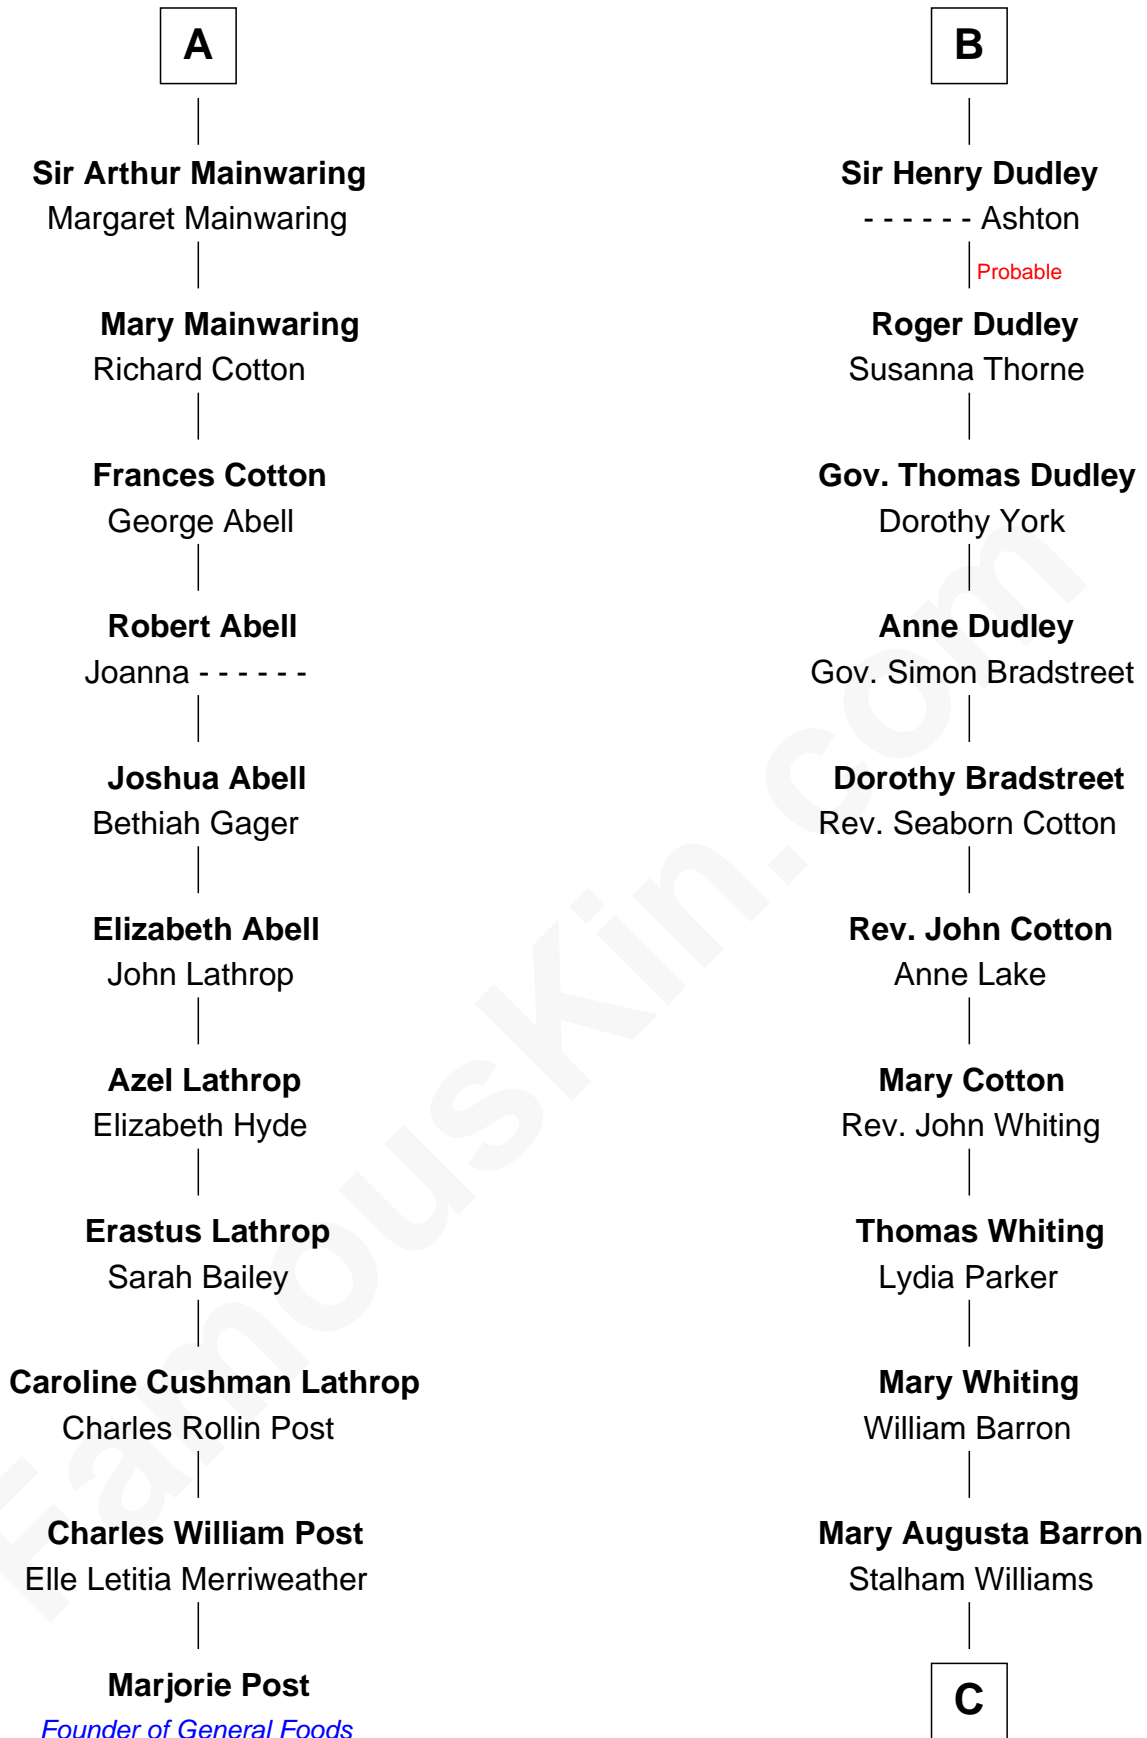 A
Sir Arthur Mainwaring
Margaret Mainwaring
Mary Mainwaring
Richard Cotton
Frances Cotton
George Abell
Robert Abell
Joanna - - - - - -
Joshua Abell
Bethiah Gager
Elizabeth Abell
John Lathrop
Azel Lathrop
Elizabeth Hyde
Erastus Lathrop
Sarah Bailey
Caroline Cushman Lathrop
Charles Rollin Post
Charles William Post
Elle Letitia Merriweather
Marjorie Post
Founder of General Foods
B
Sir Henry Dudley
- - - - - - Ashton
Probable
Roger Dudley
Susanna Thorne
Gov. Thomas Dudley
Dorothy York
Anne Dudley
Gov. Simon Bradstreet
Dorothy Bradstreet
Rev. Seaborn Cotton
Rev. John Cotton
Anne Lake
Mary Cotton
Rev. John Whiting
Thomas Whiting
Lydia Parker
Mary Whiting
William Barron
Mary Augusta Barron
Stalham Williams
C
FamousKin.com